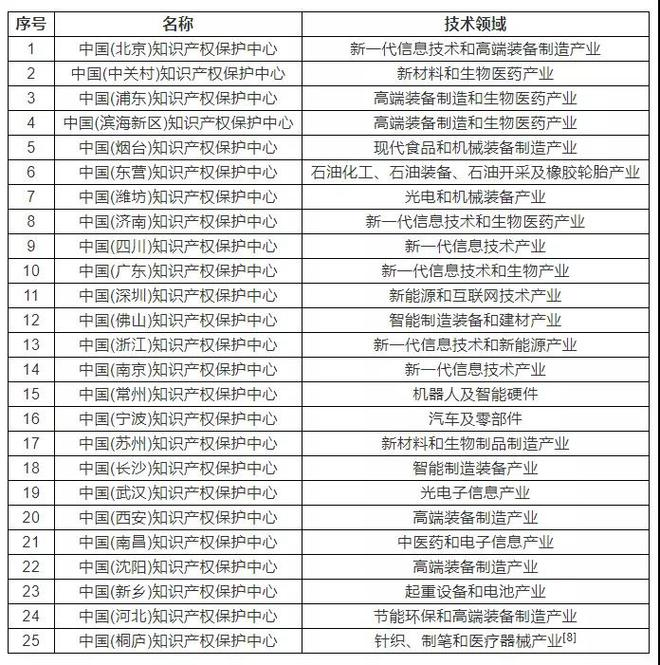 序号 名称 技术领域
1 中国(北京)知识产权保护中心 新一代信息技术和高端装备制造产业
2 中国(中关村)知识产权保护中心 新材料和生物医药产业
3 中国(浦东)知识产权保护中心 高端装备制造和生物医药产业
4 中国(滨海新区)知识产权保护中心 高端装备制造和生物医药产业
5 中国(烟台)知识产权保护中心 现代食品和机械装备制造产业
6 中国(东营)知识产权保护中心 石油化工、石油装备、石油开采及橡胶轮胎产业
7 中国(潍坊)知识产权保护中心 光电和机械装备产业
8 中国(济南)知识产权保护中心 新一代信息技术和生物医药产业
9 中国(四川)知识产权保护中心 新一代信息技术产业
10 中国(广东)知识产权保护中心 新一代信息技术和生物产业
11 中国(深圳)知识产权保护中心 新能源和互联网技术产业
12 中国(佛山)知识产权保护中心 智能制造装备和建材产业
13 中国(浙江)知识产权保护中心 新一代信息技术和新能源产业
14 中国(南京)知识产权保护中心 新一代信息技术产业
15 中国(常州)知识产权保护中心 机器人及智能硬件
16 中国(宁波)知识产权保护中心 汽车及零部件
17 中国(苏州)知识产权保护中心 新材料和生物制品制造产业
18 中国(长沙)知识产权保护中心 智能制造装备产业
19 中国(武汉)知识产权保护中心 光电子信息产业
20 中国(西安)知识产权保护中心 高端装备制造产业
21 中国(南昌)知识产权保护中心 中医药和电子信息产业
22 中国(沈阳)知识产权保护中心 高端装备制造产业
23 中国(新乡)知识产权保护中心 起重设备和电池产业
24 中国(河北)知识产权保护中心 节能环保和高端装备制造产业
25 中国(桐庐)知识产权保护中心 针织、制笔和医疗器械产业[8]